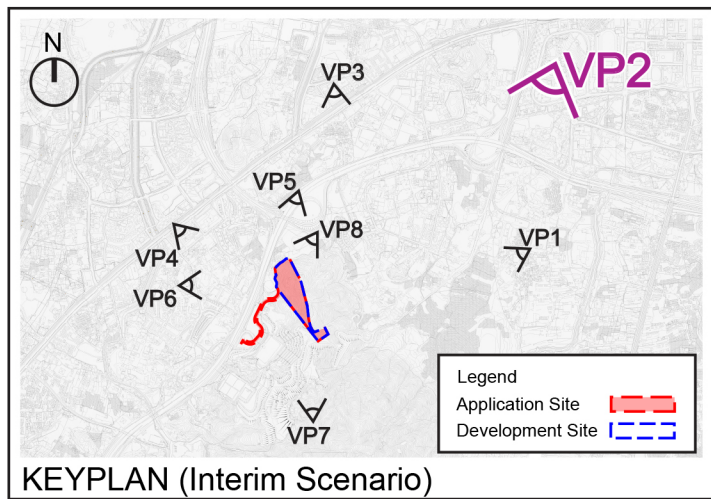 N
VP3
VP2
VP5
VP8
VP4
VP1
VP6
VP7
Legend
Application Site
Development Site
KEYPLAN (Interim Scenario)